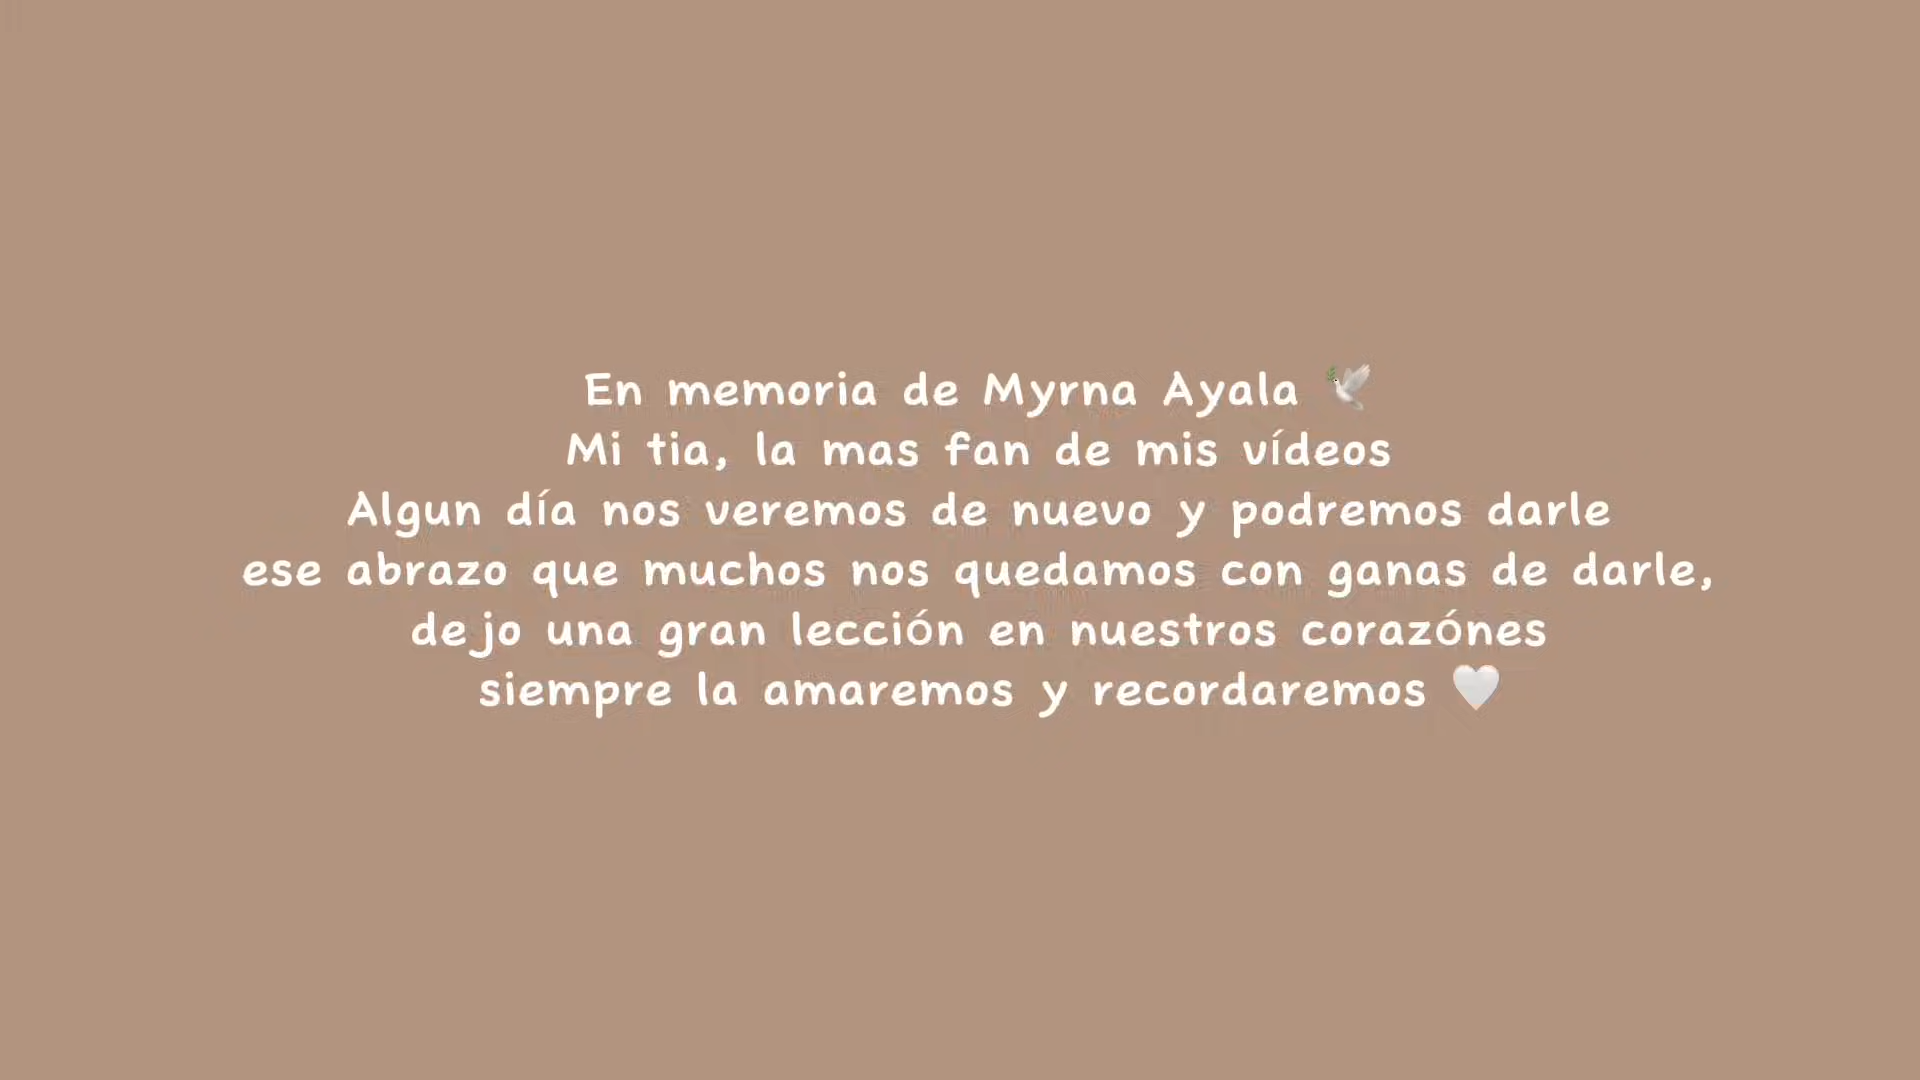 En memoria de Myrna Ayala 🕊️
Mi tia, la mas fan de mis vídeos
Algun día nos veremos de nuevo y podremos darle
ese abrazo que muchos nos quedamos con ganas de darle,
dejo una gran lección en nuestros corazónes
siempre la amaremos y recordaremos 🤍